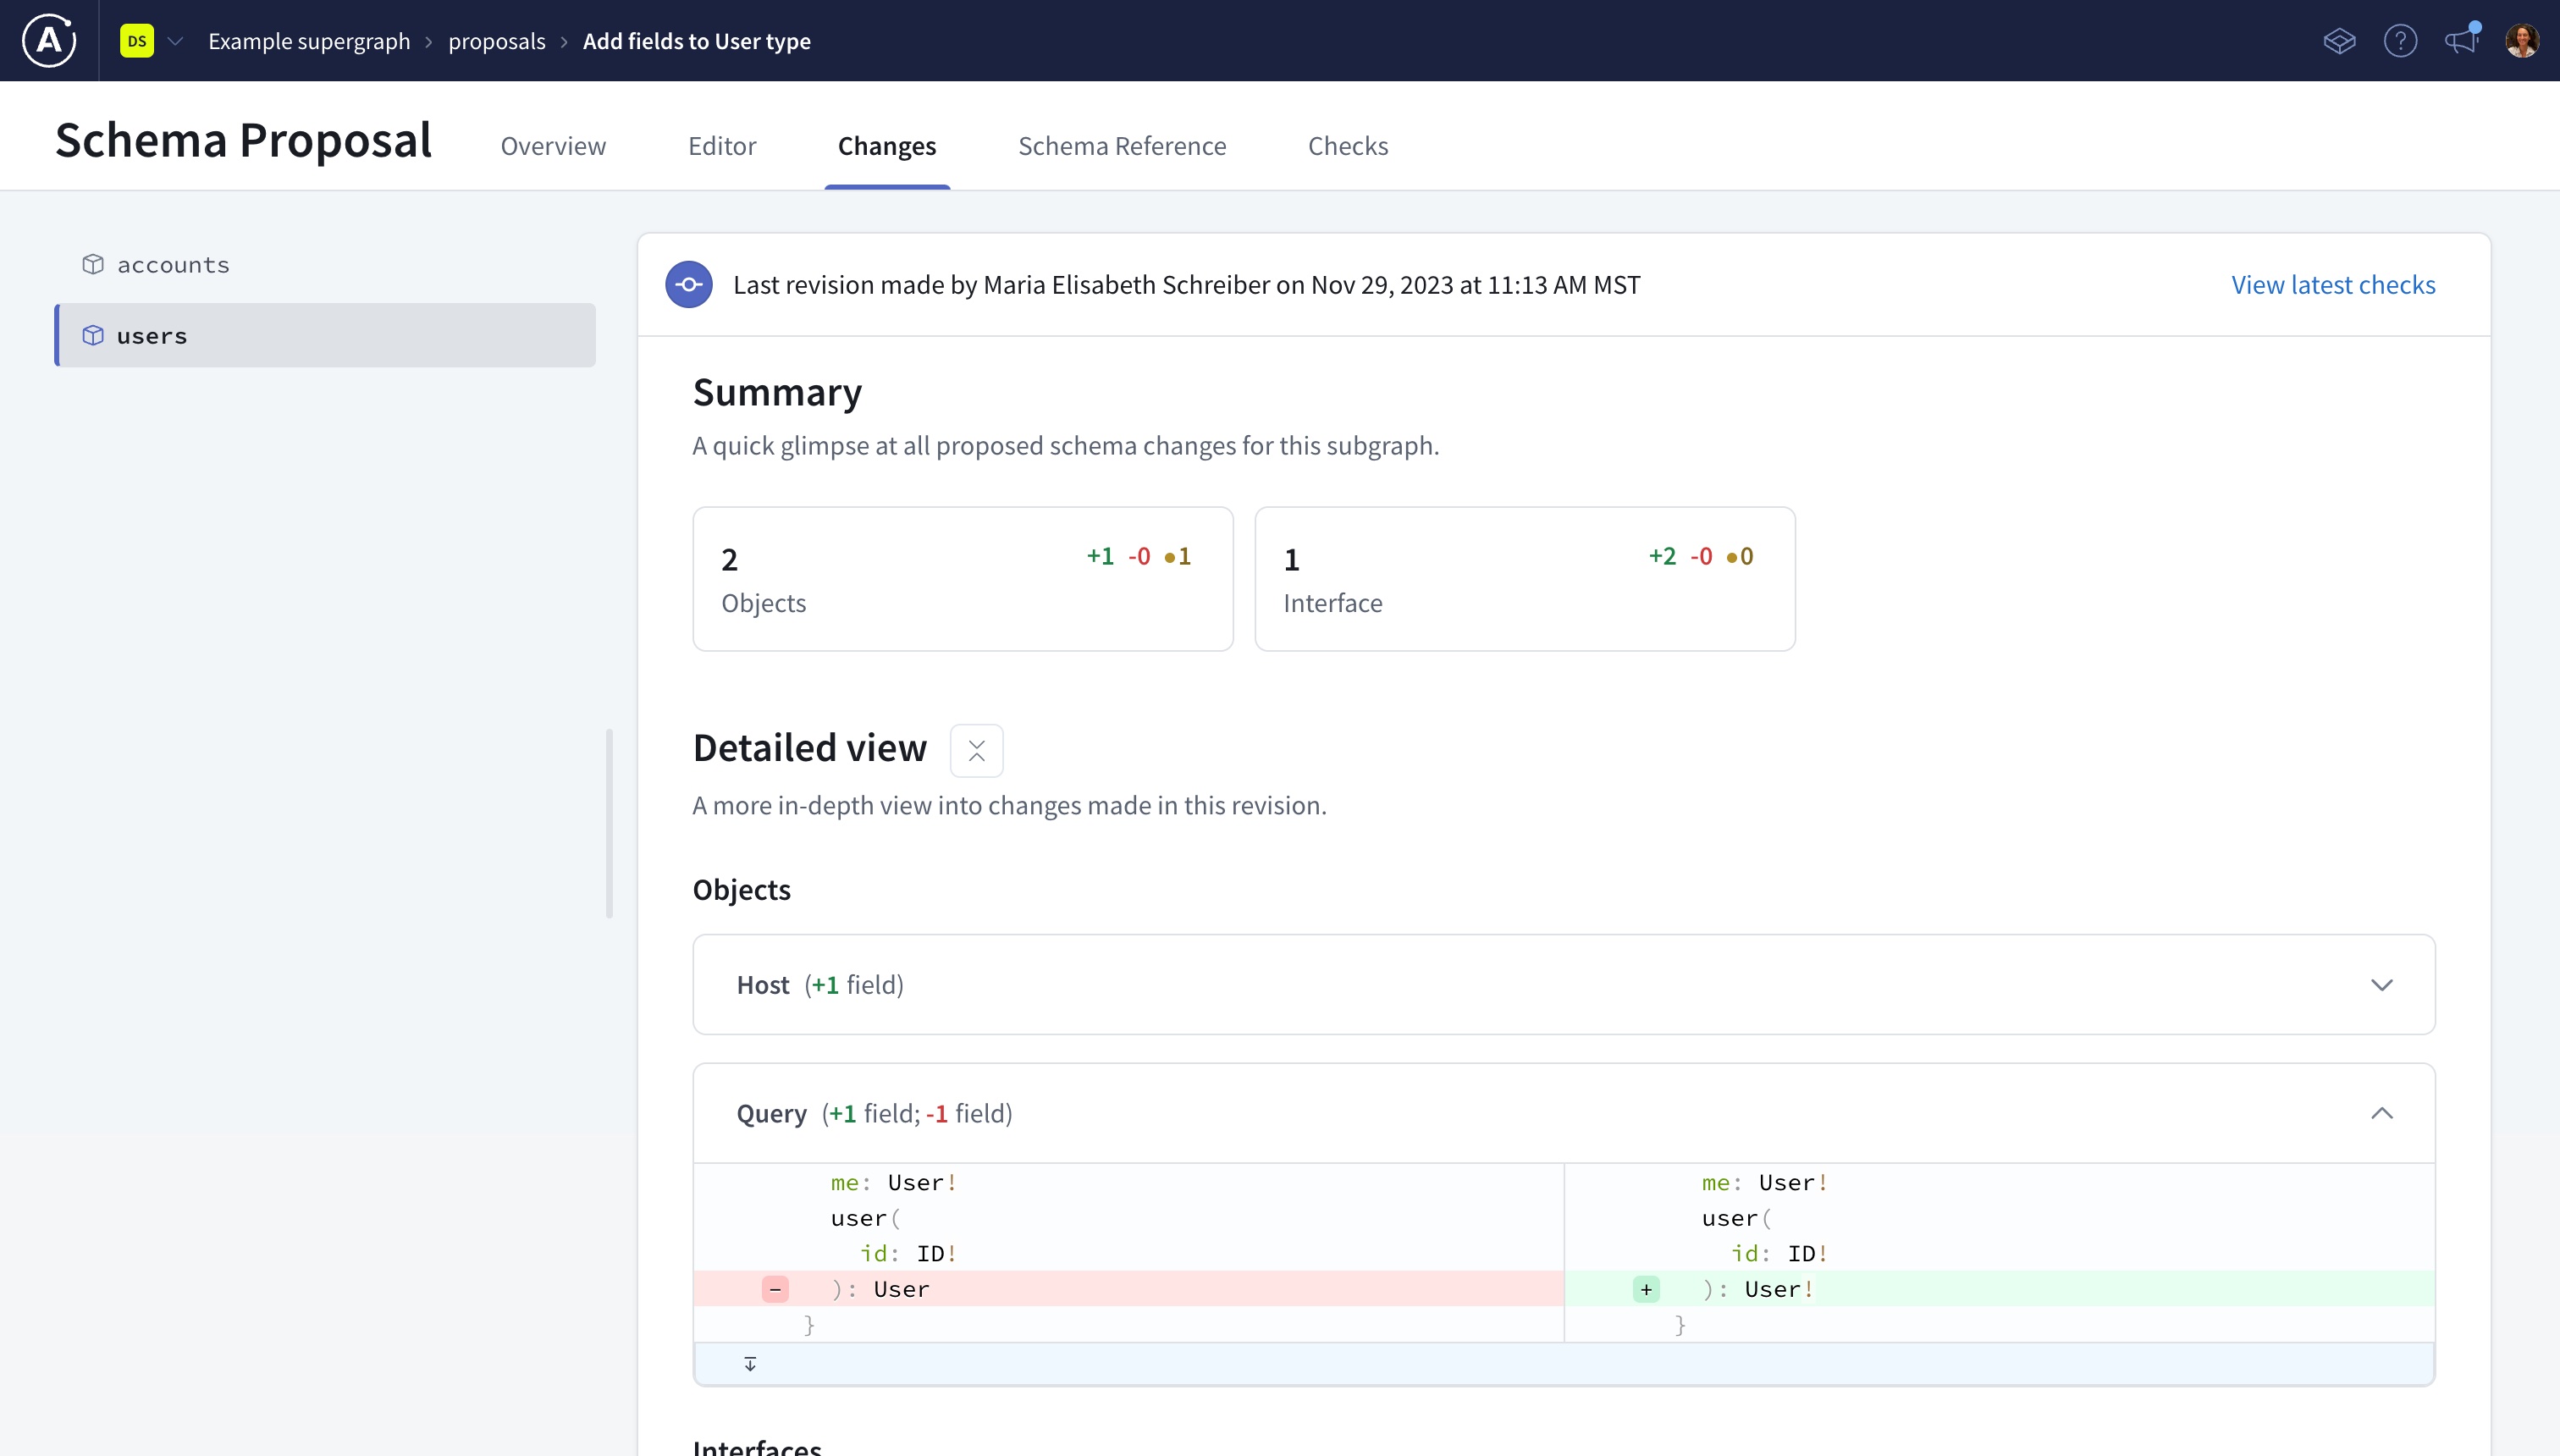 A DS Example supergraph > proposals > Add fields to User type ?
Schema Proposal Overview Editor Changes Schema Reference Checks
accounts
users
Last revision made by Maria Elisabeth Schreiber on Nov 29, 2023 at 11:13 AM MST View latest checks
Summary
A quick glimpse at all proposed schema changes for this subgraph.
2 +1 -0 ●1
Objects
1 +2 -0 ●0
Interface
Detailed view
A more in-depth view into changes made in this revision.
Objects
Host (+1 field)
Query (+1 field; -1 field)
me: User!
user(
id: ID!
- ): User
}
me: User!
user(
id: ID!
+ ): User!
}
Interfaces